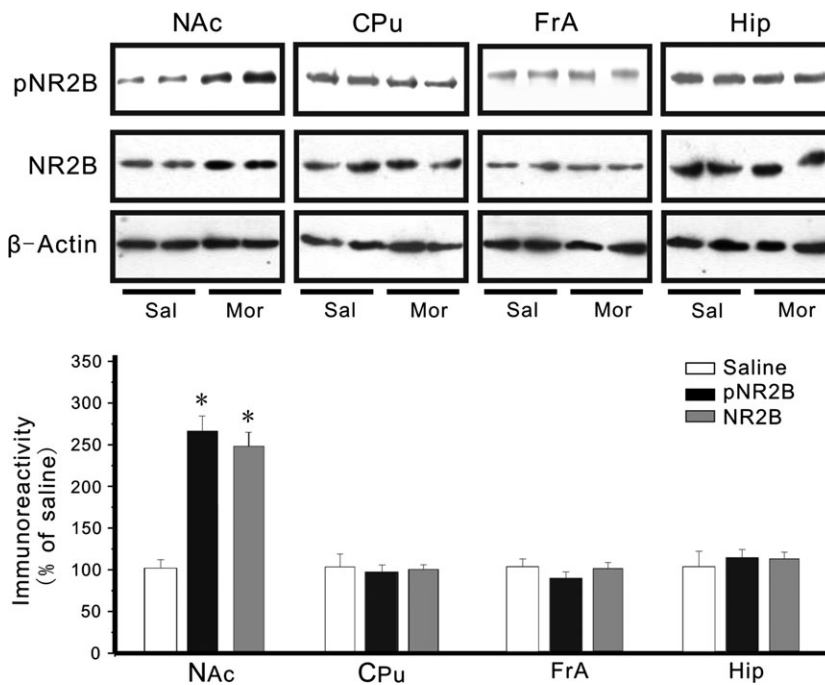 NAc CPu FrA Hip
pNR2B
NR2B
β-Actin
Sal Mor Sal Mor Sal Mor Sal Mor
350
300
250
200
150
100
50
0
Immunoreactivity
(% of saline)
* *
Saline
pNR2B
NR2B
NAc CPu FrA Hip